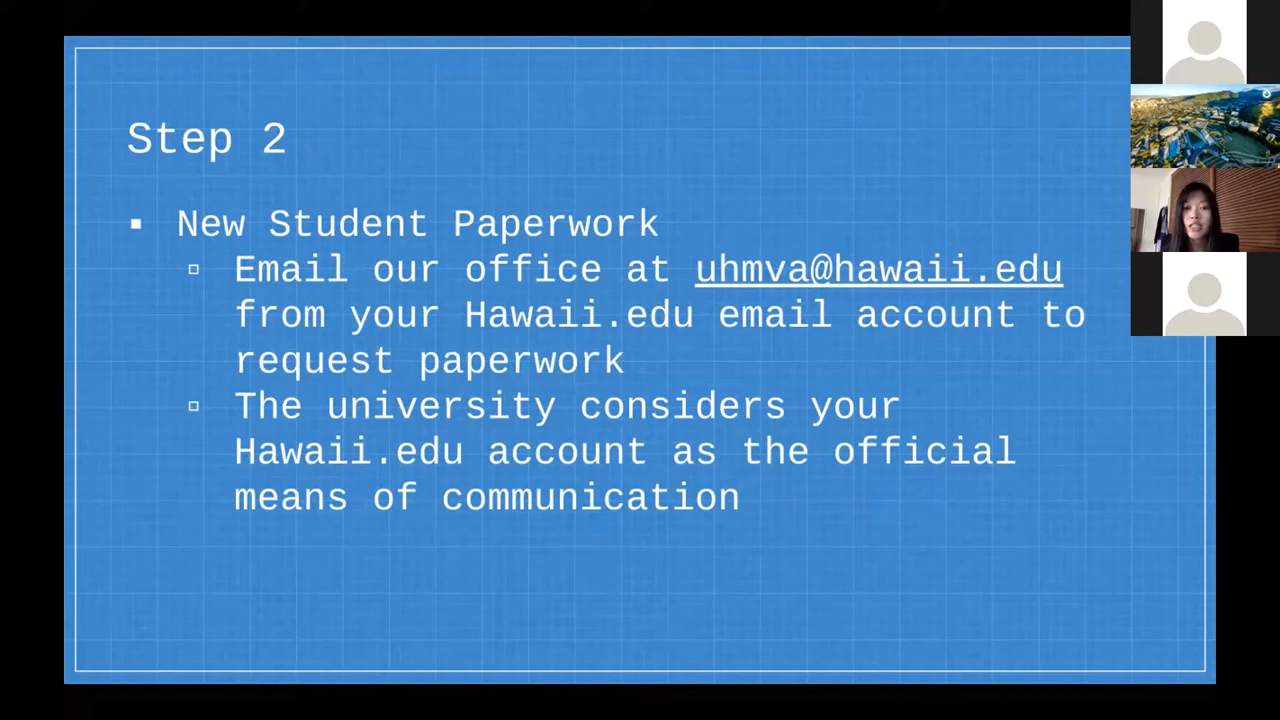 Step 2
▪ New Student Paperwork
▫ Email our office at uhmva@hawaii.edu
from your Hawaii.edu email account to
request paperwork
▫ The university considers your
Hawaii.edu account as the official
means of communication